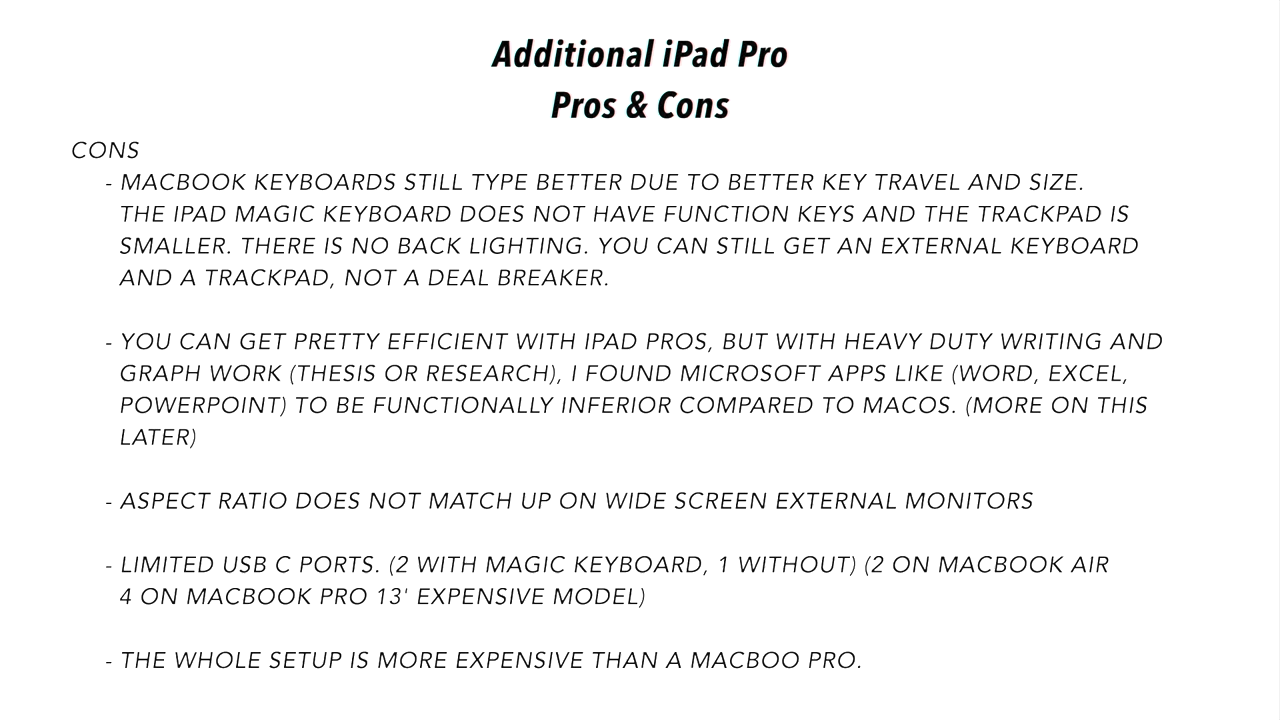 Additional iPad Pro
Pros & Cons
CONS
- MACBOOK KEYBOARDS STILL TYPE BETTER DUE TO BETTER KEY TRAVEL AND SIZE.
THE IPAD MAGIC KEYBOARD DOES NOT HAVE FUNCTION KEYS AND THE TRACKPAD IS
SMALLER. THERE IS NO BACK LIGHTING. YOU CAN STILL GET AN EXTERNAL KEYBOARD
AND A TRACKPAD, NOT A DEAL BREAKER.
- YOU CAN GET PRETTY EFFICIENT WITH IPAD PROS, BUT WITH HEAVY DUTY WRITING AND
GRAPH WORK (THESIS OR RESEARCH), I FOUND MICROSOFT APPS LIKE (WORD, EXCEL,
POWERPOINT) TO BE FUNCTIONALLY INFERIOR COMPARED TO MACOS. (MORE ON THIS
LATER)
- ASPECT RATIO DOES NOT MATCH UP ON WIDE SCREEN EXTERNAL MONITORS
- LIMITED USB C PORTS. (2 WITH MAGIC KEYBOARD, 1 WITHOUT) (2 ON MACBOOK AIR
4 ON MACBOOK PRO 13' EXPENSIVE MODEL)
- THE WHOLE SETUP IS MORE EXPENSIVE THAN A MACBOO PRO.